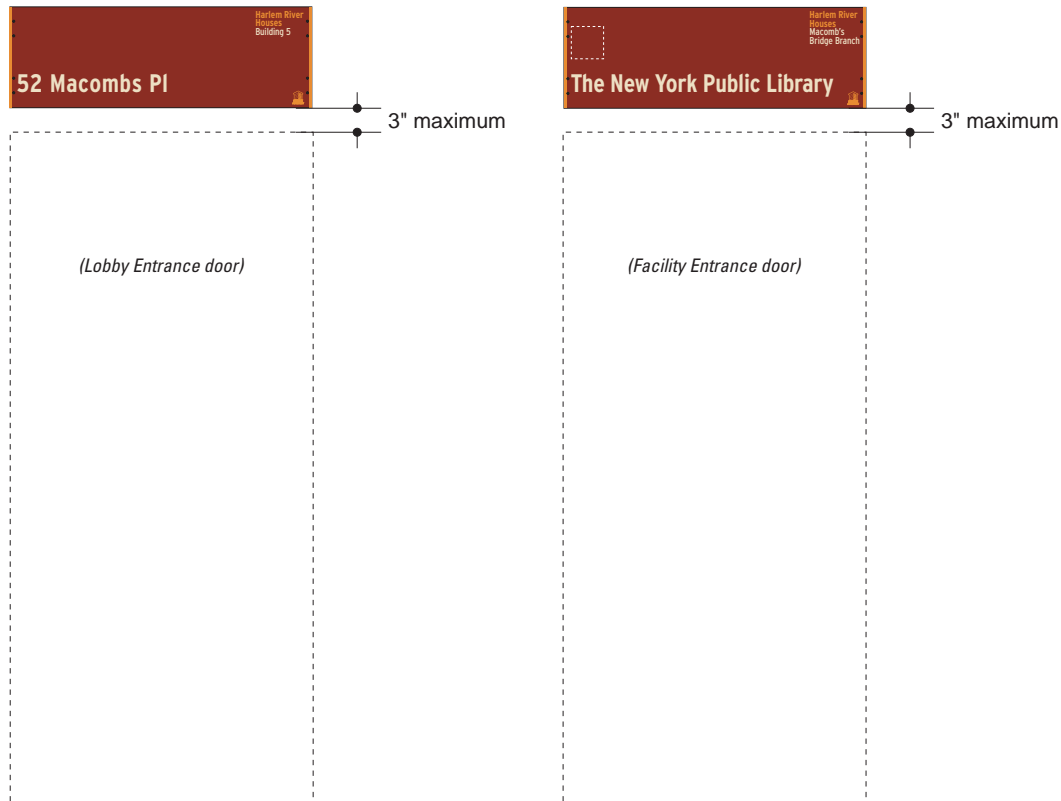 Harlem River
Houses
Building 5
52 Macombs Pl
3" maximum
(Lobby Entrance door)
Harlem River
Houses
Macomb's
Bridge Branch
The New York Public Library
3" maximum
(Facility Entrance door)